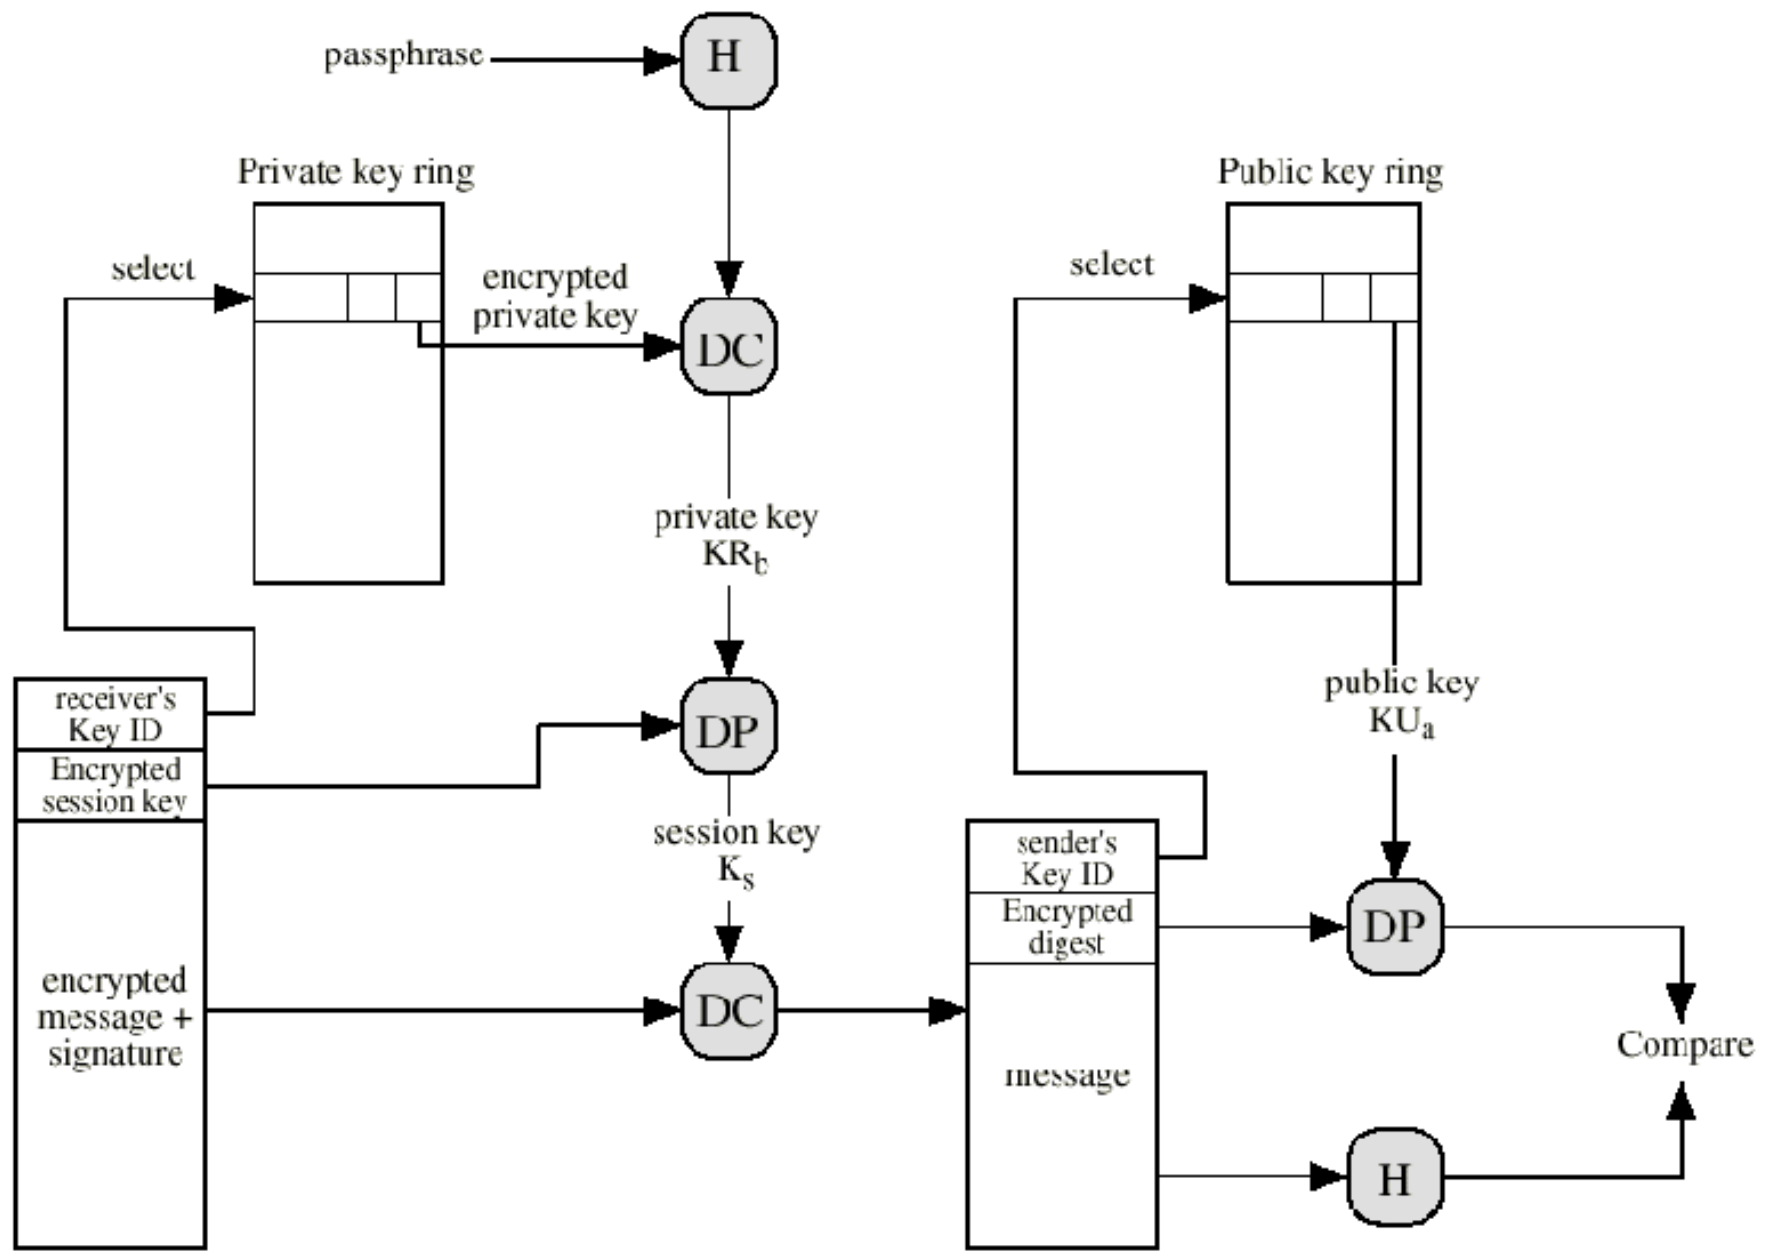 passphrase
H
Private key ring
Public key ring
select
encrypted
private key
select
DC
private key
KRb
receiver's
Key ID
Encrypted
session key
DP
public key
KUa
session key
Ks
sender's
Key ID
Encrypted
digest
DP
encrypted
message +
signature
DC
message
Compare
H